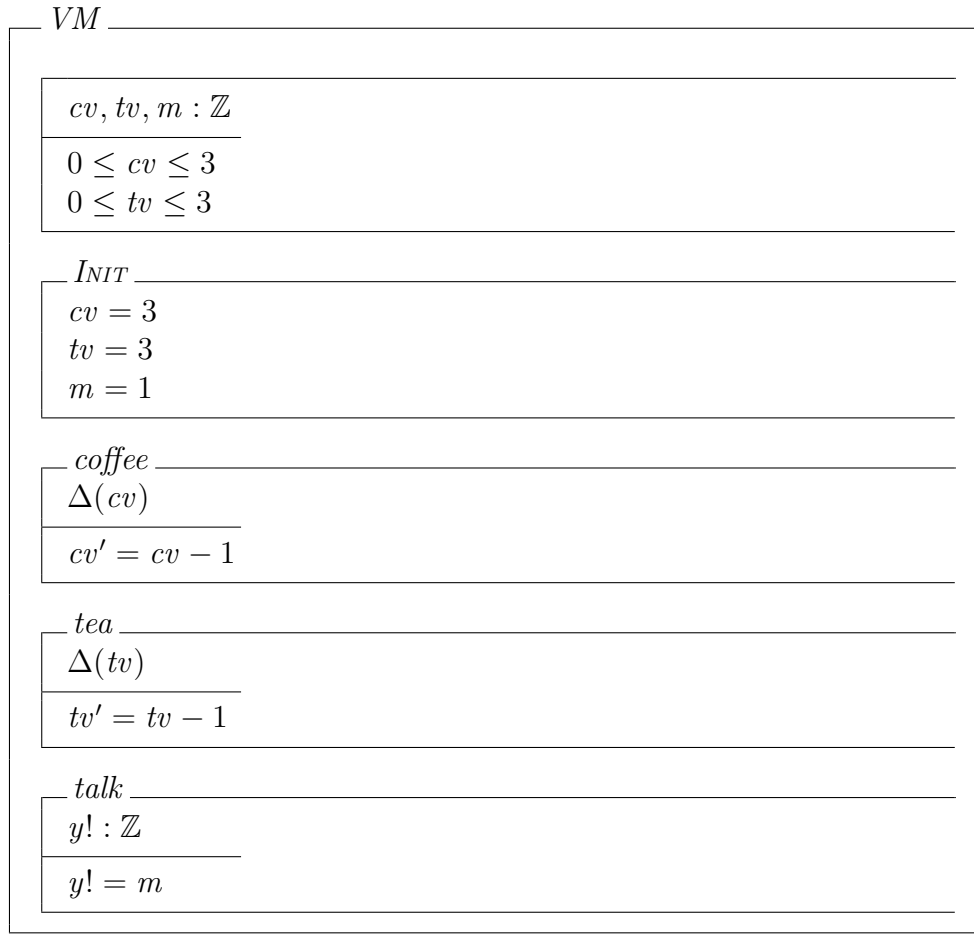 VM
cv, tv, m : ℤ
0 ≤ cv ≤ 3
0 ≤ tv ≤ 3
INIT
cv = 3
tv = 3
m = 1
coffee
Δ(cv)
cv′ = cv − 1
tea
Δ(tv)
tv′ = tv − 1
talk
y! : ℤ
y! = m